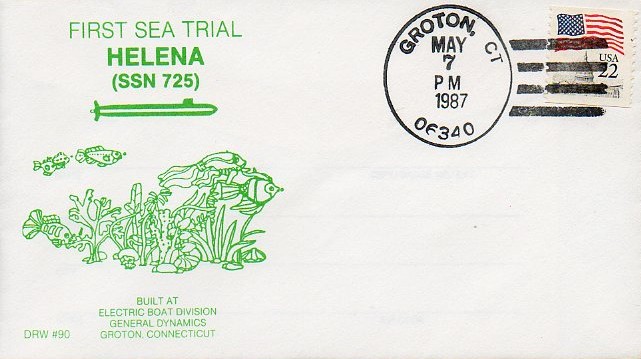 FIRST SEA TRIAL
HELENA
(SSN 725)
GROTON, CT
MAY
7
PM
1987
06340
USA
22
BUILT AT
ELECTRIC BOAT DIVISION
GENERAL DYNAMICS
GROTON, CONNECTICUT
DRW #90